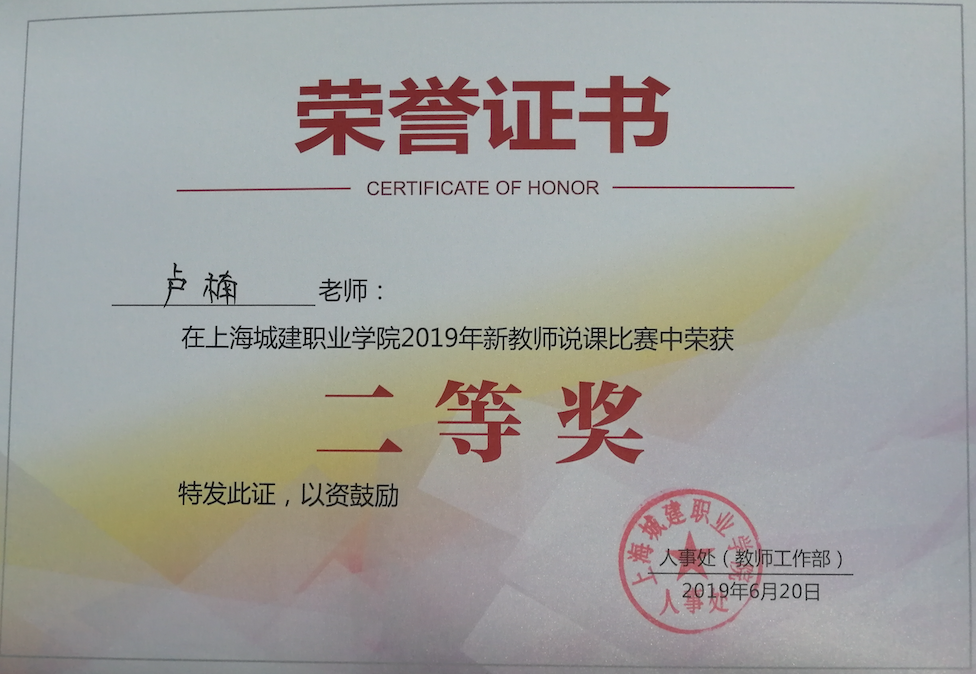 荣誉证书
CERTIFICATE OF HONOR
卢楠 老师：
在上海城建职业学院2019年新教师说课比赛中荣获
二等奖
特发此证，以资鼓励
上海城建职业学院
人事处（教师工作部）
2019年6月20日
人事处